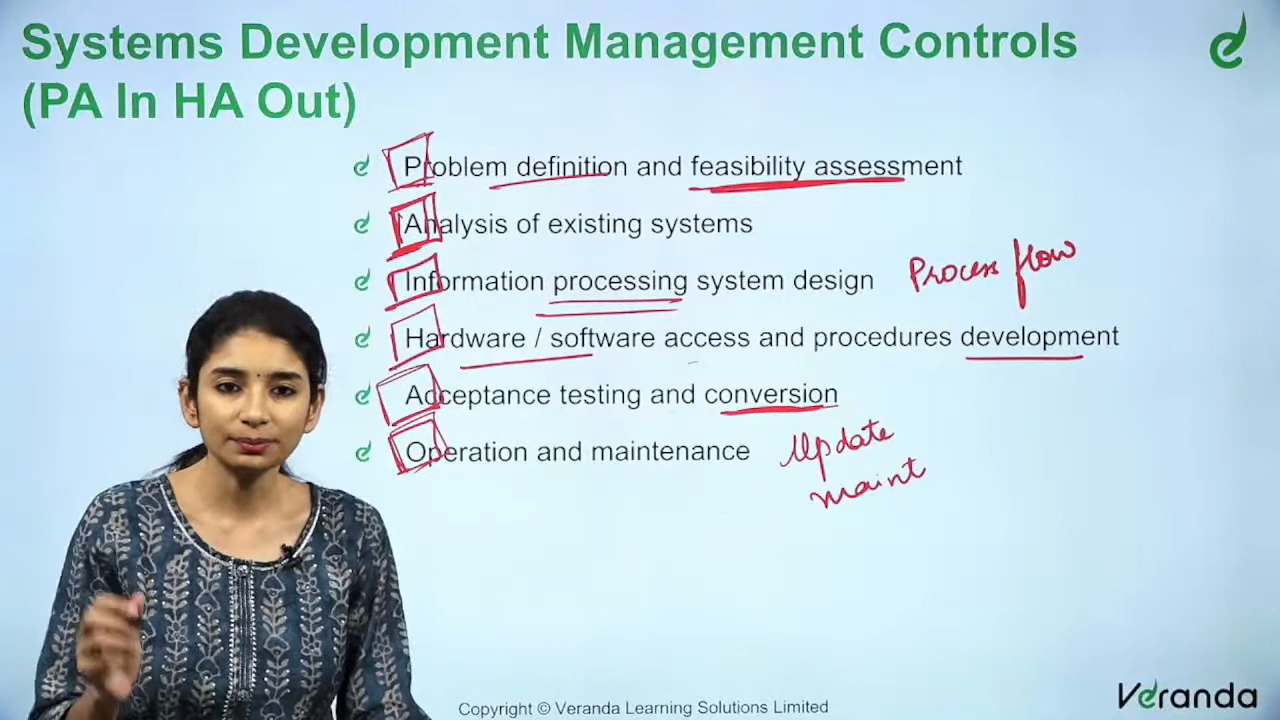 Systems Development Management Controls
(PA In HA Out)
Problem definition and feasibility assessment
Analysis of existing systems
Information processing system design
Process flow
Hardware / software access and procedures development
Acceptance testing and conversion
Operation and maintenance
Update
maint
Copyright © Veranda Learning Solutions Limited
Veranda